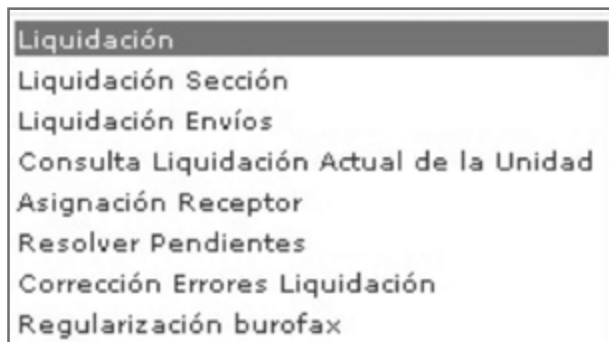 Liquidación
Liquidación Sección
Liquidación Envíos
Consulta Liquidación Actual de la Unidad
Asignación Receptor
Resolver Pendientes
Corrección Errores Liquidación
Regularización burofax